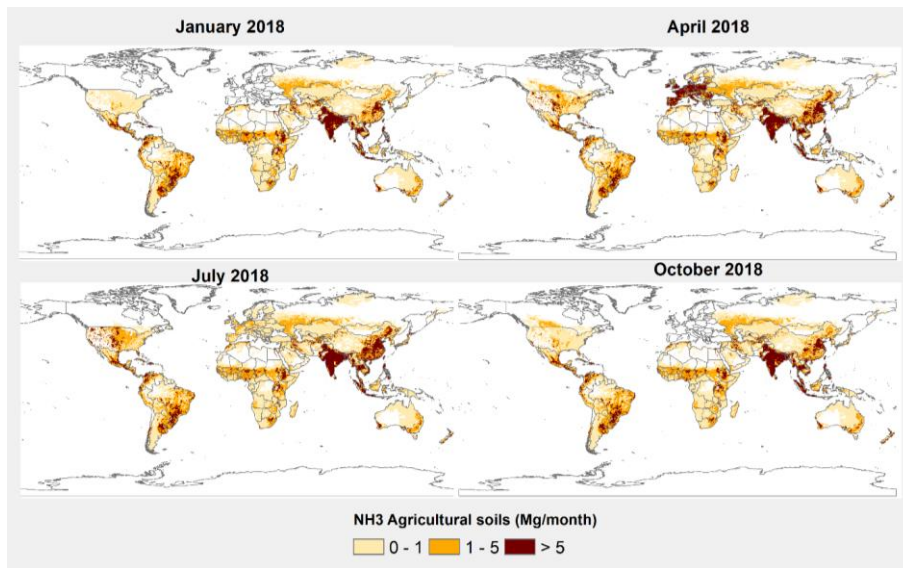 January 2018
April 2018
July 2018
October 2018
NH3 Agricultural soils (Mg/month)
0 - 1 1 - 5 > 5